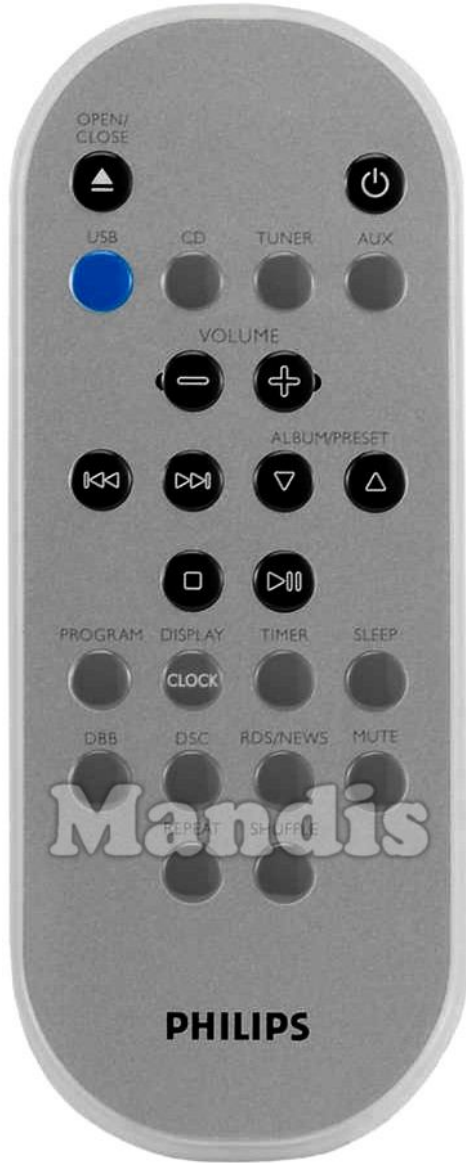 OPEN/
CLOSE
USB CD TUNER AUX
VOLUME
ALBUM/PRESET
PROGRAM DISPLAY TIMER SLEEP
CLOCK
DBB DSC RDS/NEWS MUTE
Mandis
REPEAT SHUFFLE
PHILIPS